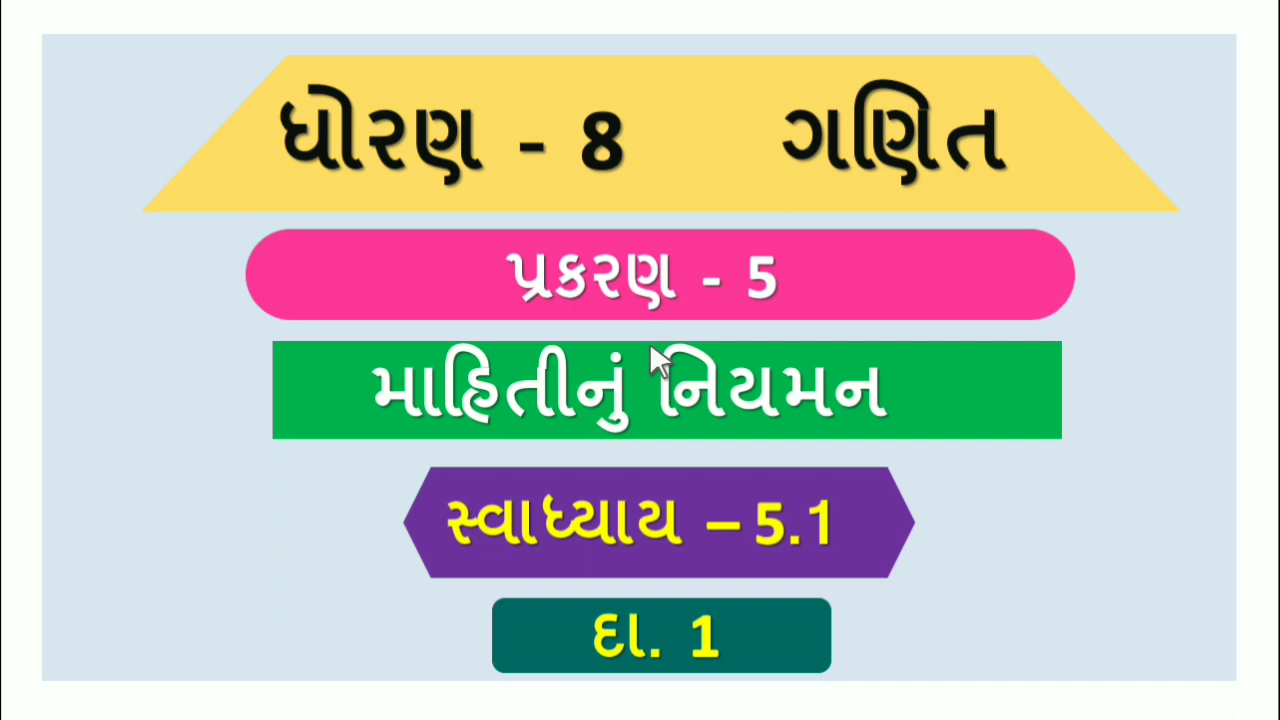 ધોરણ - 8 ગણિત
પ્રકરણ - 5
માહિતીનું નિયમન
સ્વાધ્યાય – 5.1
દા. 1